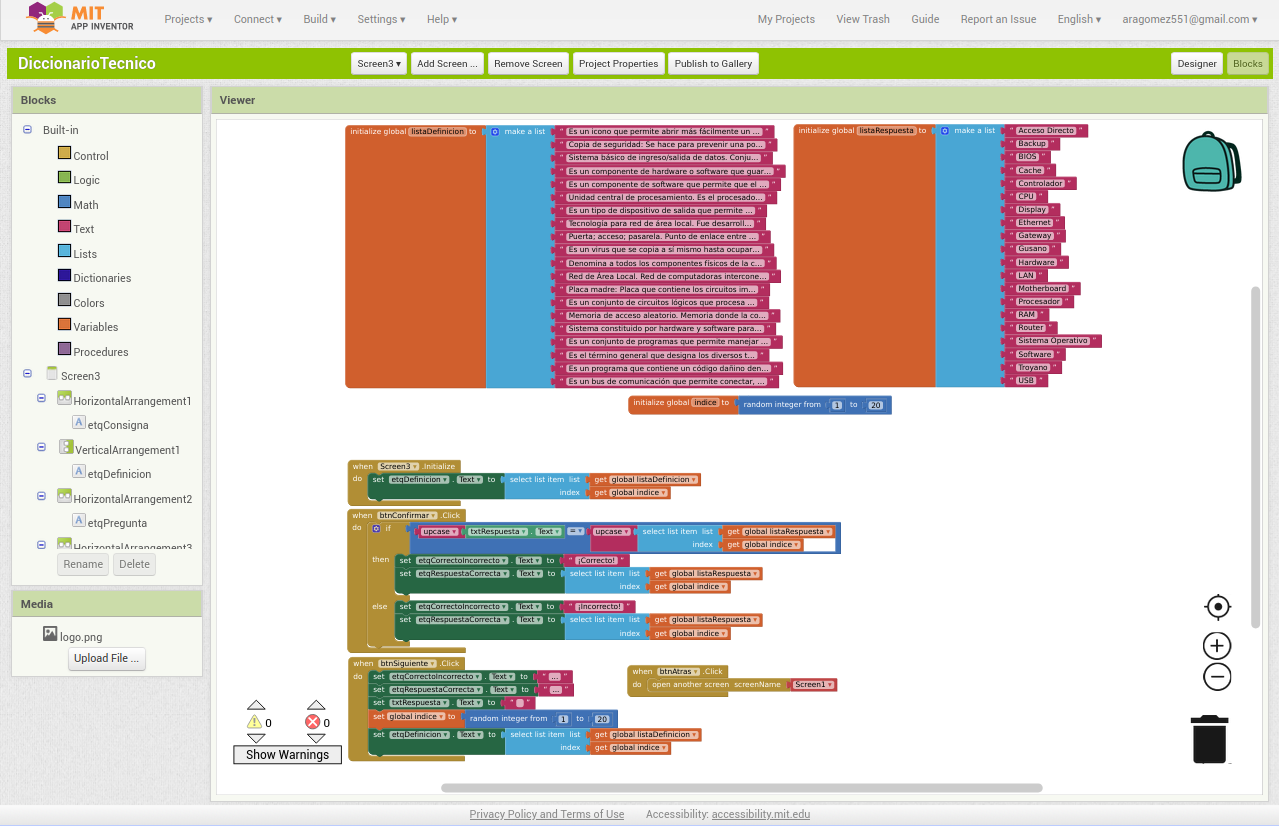 MIT
APP INVENTOR
Projects ▾ Connect ▾ Build ▾ Settings ▾ Help ▾ My Projects View Trash Guide Report an Issue English ▾ aragomez551@gmail.com ▾
DiccionarioTecnico Screen3 ▾ Add Screen ... Remove Screen Project Properties Publish to Gallery Designer Blocks
Blocks
Built-in
Control
Logic
Math
Text
Lists
Dictionaries
Colors
Variables
Procedures
Screen3
HorizontalArrangement1
etqConsigna
VerticalArrangement1
etqDefinicion
HorizontalArrangement2
etqPregunta
HorizontalArrangement3
Rename Delete
Media
logo.png
Upload File ...
Viewer
initialize global listaDefinicion to make a list " Es un icono que permite abrir más fácilmente un ... "
" Copia de seguridad: Se hace para prevenir una po... "
" Sistema básico de ingreso/salida de datos. Conju... "
" Es un componente de hardware o software que guar... "
" Es un componente de software que permite que el ... "
" Unidad central de procesamiento. Es el procesado... "
" Es un tipo de dispositivo de salida que permite ... "
" Tecnología para red de área local. Fue desarroll... "
" Puerta; acceso; pasarela. Punto de enlace entre ... "
" Es un virus que se copia a sí mismo hasta ocupar... "
" Denomina a todos los componentes físicos de la c... "
" Red de Área Local. Red de computadoras intercone... "
" Placa madre: Placa que contiene los circuitos im... "
" Es un conjunto de circuitos lógicos que procesa ... "
" Memoria de acceso aleatorio. Memoria donde la co... "
" Sistema constituido por hardware y software para... "
" Es un conjunto de programas que permite manejar ... "
" Es el término general que designa los diversos t... "
" Es un programa que contiene un código dañino den... "
" Es un bus de comunicación que permite conectar, ... "
initialize global listaRespuesta to make a list " Acceso Directo "
" Backup "
" BIOS "
" Cache "
" Controlador "
" CPU "
" Display "
" Ethernet "
" Gateway "
" Gusano "
" Hardware "
" LAN "
" Motherboard "
" Procesador "
" RAM "
" Router "
" Sistema Operativo "
" Software "
" Troyano "
" USB "
initialize global indice to random integer from 1 to 20
when Screen3 ▾ .Initialize
do set etqDefinicion ▾ . Text ▾ to select list item list get global listaDefinicion ▾
index get global indice ▾
when btnConfirmar ▾ .Click
do if upcase ▾ txtRespuesta ▾ . Text ▾ = ▾ upcase ▾ select list item list get global listaRespuesta ▾
index get global indice ▾
then set etqCorrectoIncorrecto ▾ . Text ▾ to " ¡Correcto! "
set etqRespuestaCorrecta ▾ . Text ▾ to select list item list get global listaRespuesta ▾
index get global indice ▾
else set etqCorrectoIncorrecto ▾ . Text ▾ to " ¡Incorrecto! "
set etqRespuestaCorrecta ▾ . Text ▾ to select list item list get global listaRespuesta ▾
index get global indice ▾
when btnSiguiente ▾ .Click
do set etqCorrectoIncorrecto ▾ . Text ▾ to " ... "
set etqRespuestaCorrecta ▾ . Text ▾ to " ... "
set txtRespuesta ▾ . Text ▾ to " "
set global indice ▾ to random integer from 1 to 20
set etqDefinicion ▾ . Text ▾ to select list item list get global listaDefinicion ▾
index get global indice ▾
when btnAtras ▾ .Click
do open another screen screenName Screen1 ▾
0 0
Show Warnings
Privacy Policy and Terms of Use Accessibility: accessibility.mit.edu